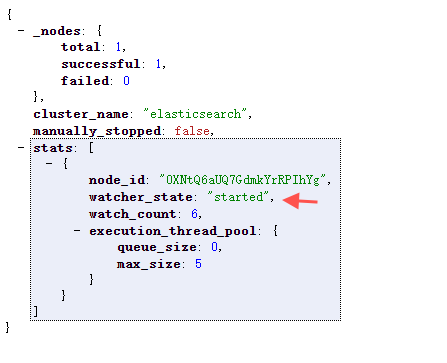 {
- _nodes: {
total: 1,
successful: 1,
failed: 0
},
cluster_name: "elasticsearch",
manually_stopped: false,
- stats: [
- {
node_id: "0XNtQ6aUQ7GdmkYrRPIhYg",
watcher_state: "started",
watch_count: 6,
- execution_thread_pool: {
queue_size: 0,
max_size: 5
}
}
]
}